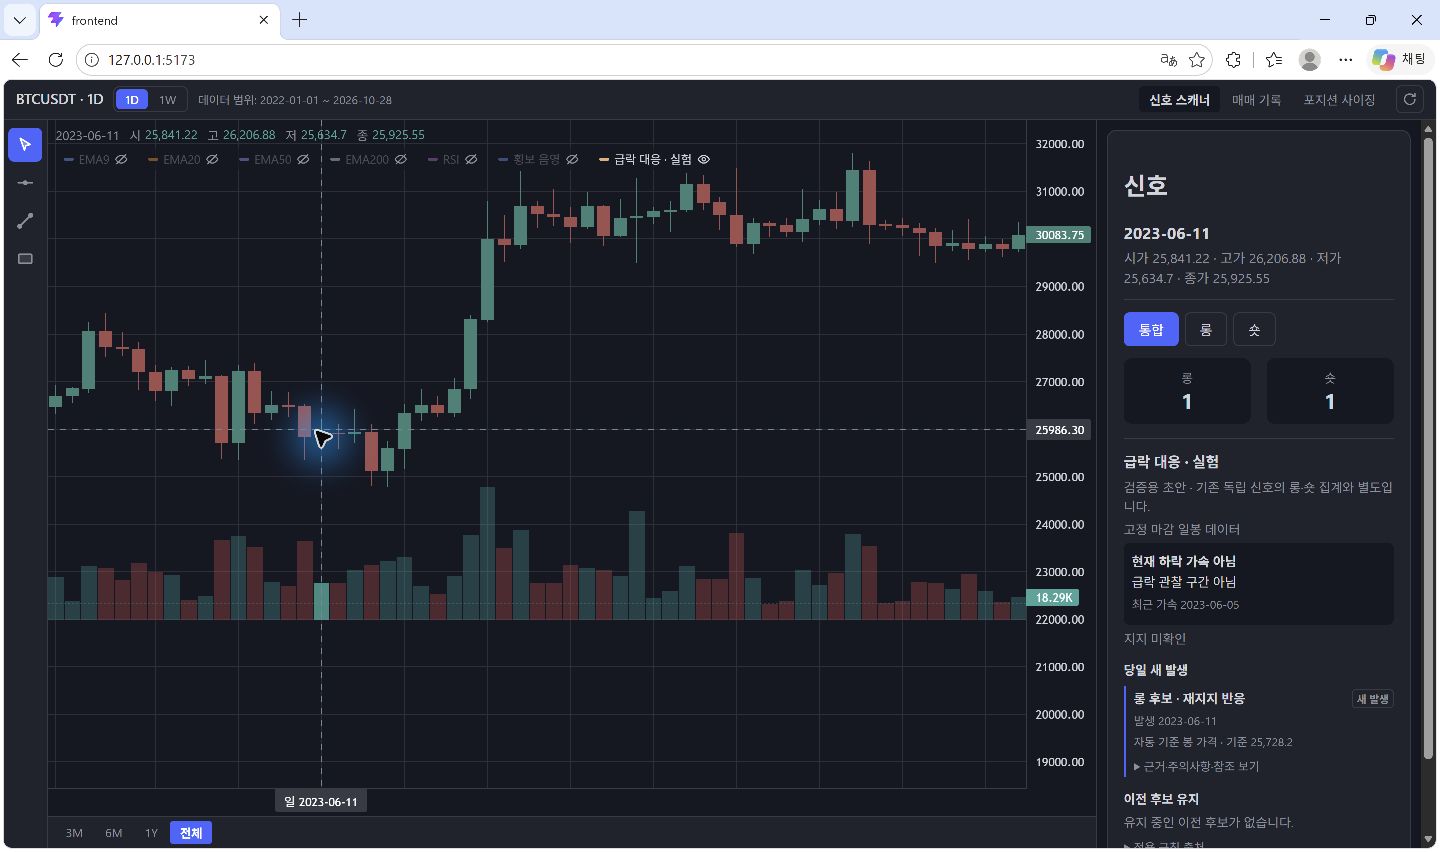 frontend
127.0.0.1:5173
채팅
BTCUSDT · 1D
1D
1W
데이터 범위: 2022-01-01 ~ 2026-10-28
신호 스캐너
매매 기록
포지션 사이징
2023-06-11 시 25,841.22 고 26,206.88 저 25,634.7 종 25,925.55
EMA9
EMA20
EMA50
EMA200
RSI
횡보 음영
급락 대응 · 실험
32000.00
31000.00
30083.75
29000.00
28000.00
27000.00
25986.30
25000.00
24000.00
23000.00
18.29K
22000.00
21000.00
20000.00
19000.00
일 2023-06-11
3M
6M
1Y
전체
신호
2023-06-11
시가 25,841.22 · 고가 26,206.88 · 저가
25,634.7 · 종가 25,925.55
통합
롱
숏
롱
1
숏
1
급락 대응 · 실험
검증용 초안 · 기존 독립 신호의 롱·숏 집계와 별도입
니다.
고정 마감 일봉 데이터
현재 하락 가속 아님
급락 관찰 구간 아님
최근 가속 2023-06-05
지지 미확인
당일 새 발생
롱 후보 · 재지지 반응
새 발생
발생 2023-06-11
자동 기준 봉 가격 · 기준 25,728.2
▶ 근거·주의사항·참조 보기
이전 후보 유지
유지 중인 이전 후보가 없습니다.